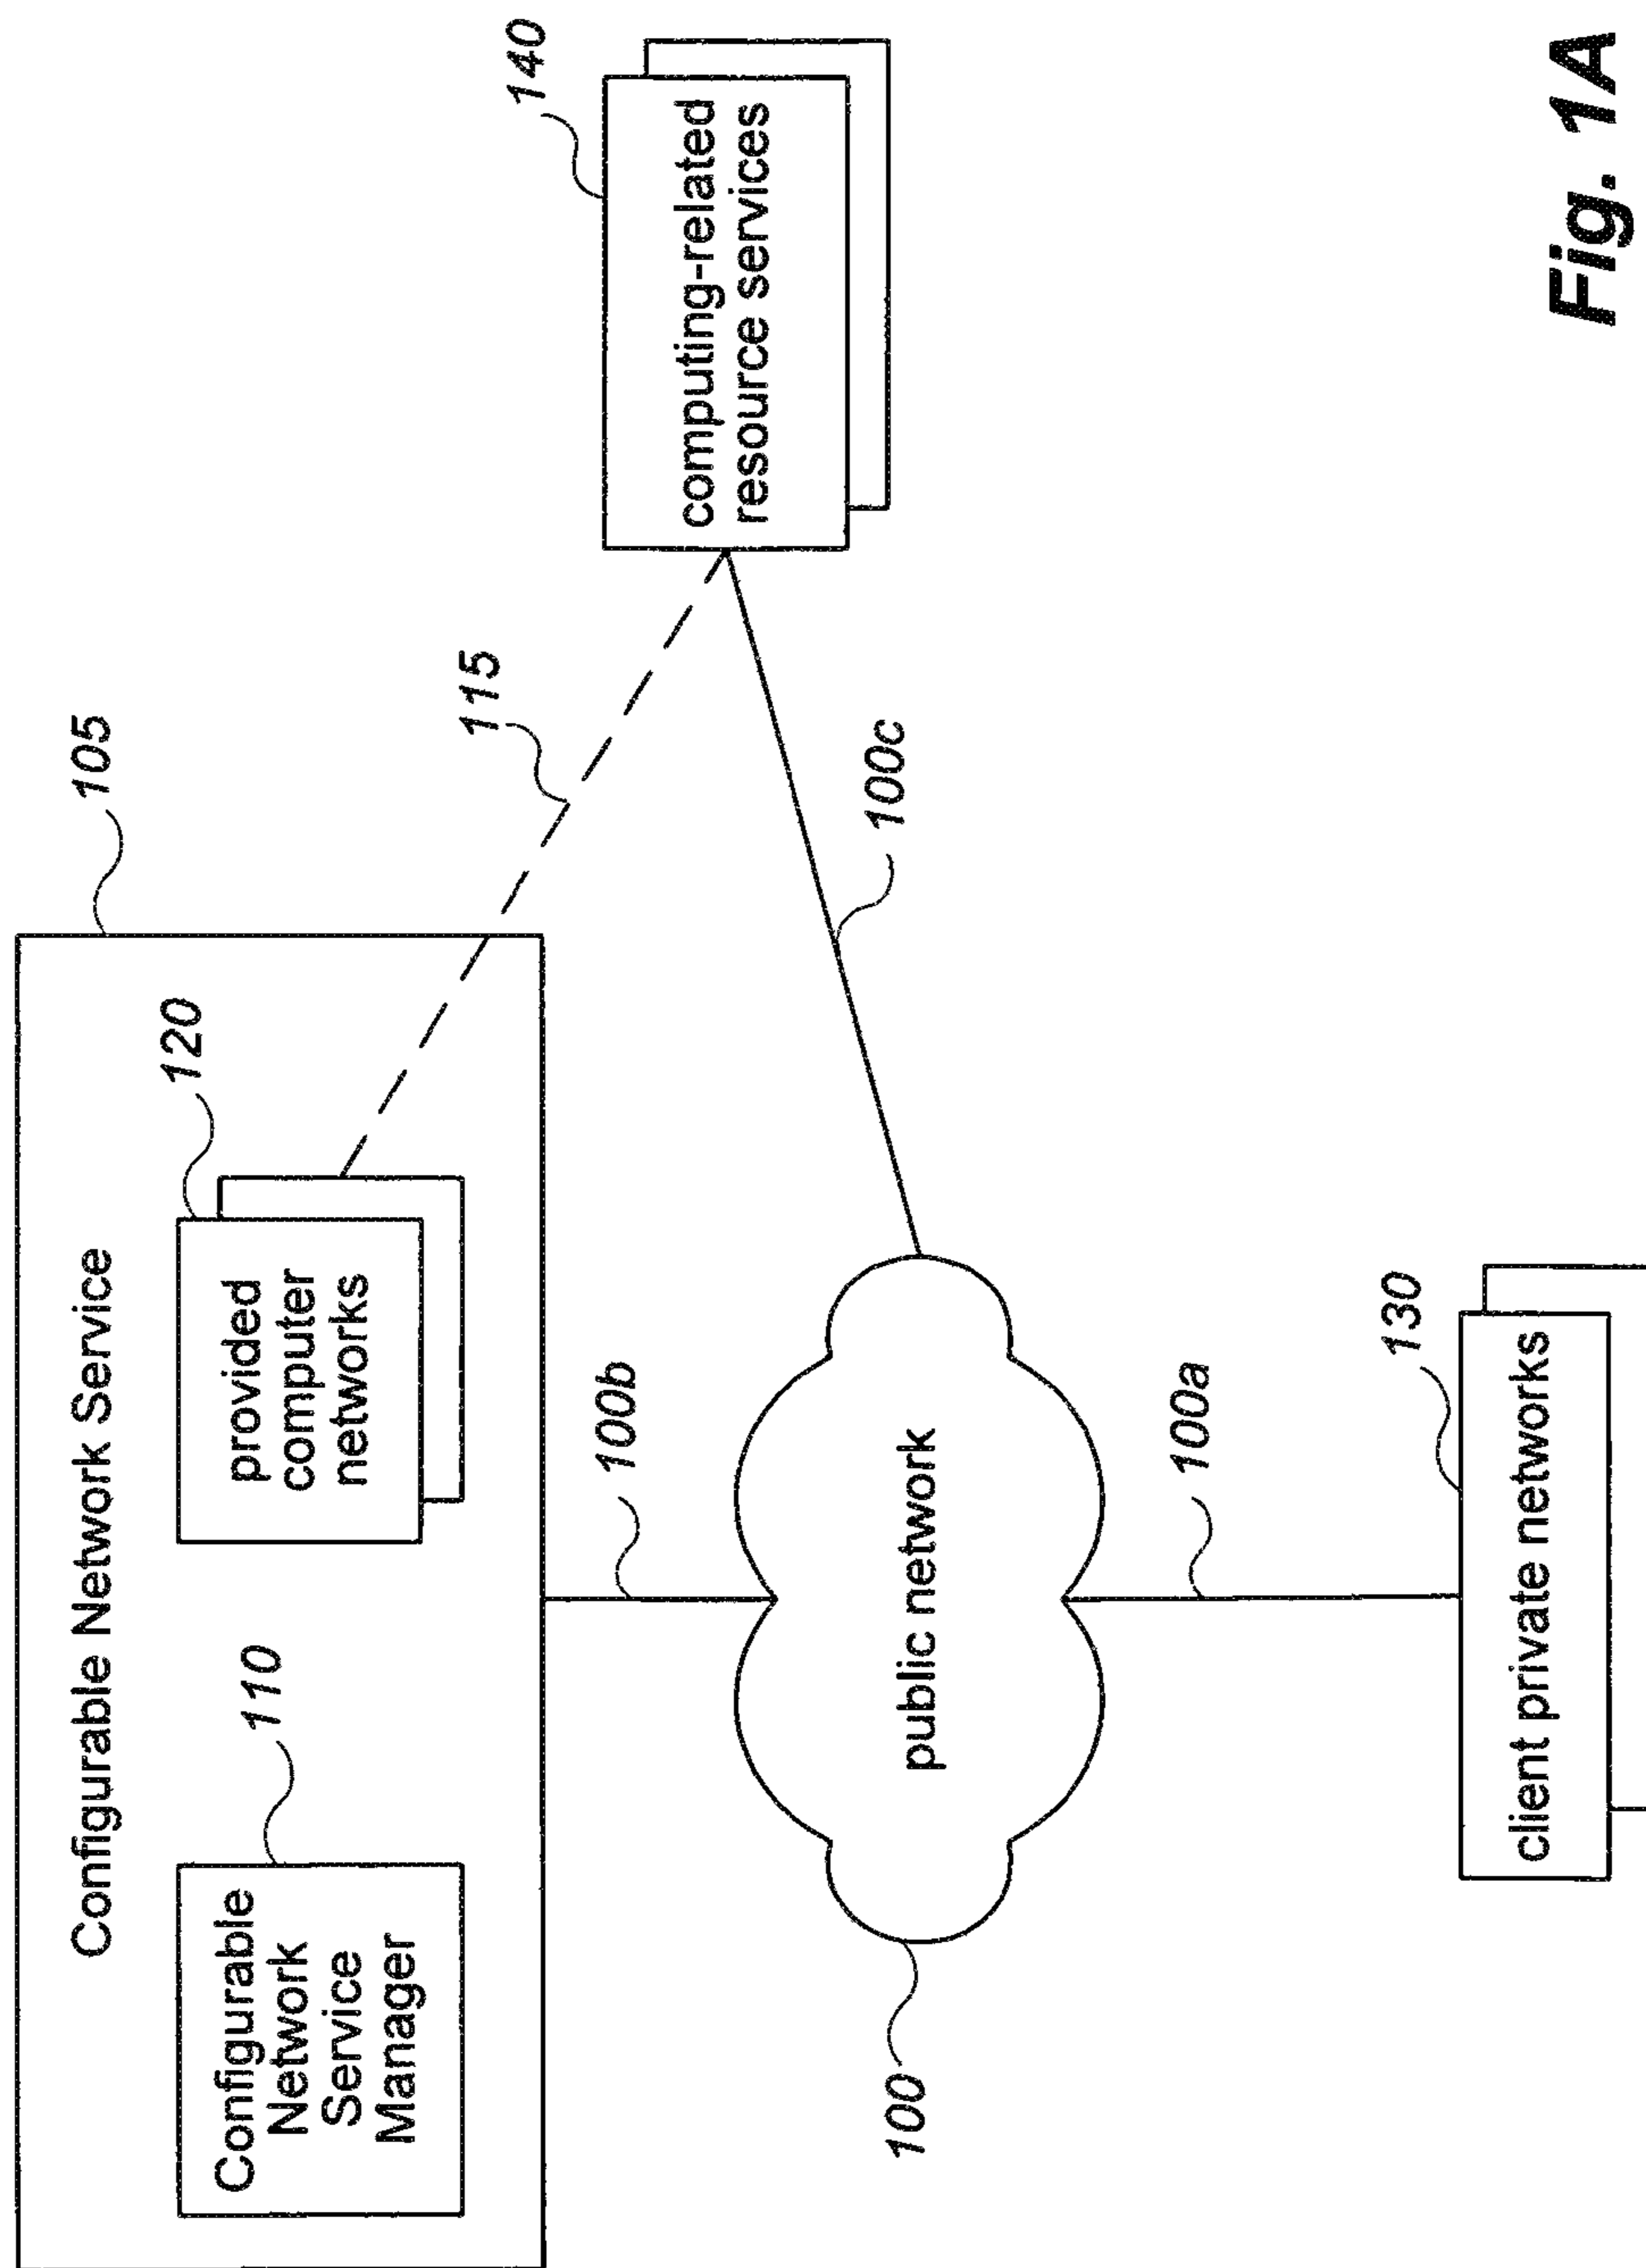 Configurable Network Service
105
Configurable
Network
Service
Manager
110
provided
computer
networks
120
115
140
computing-related
resource services
100b
100c
public network
100
100a
130
client private networks
Fig. 1A